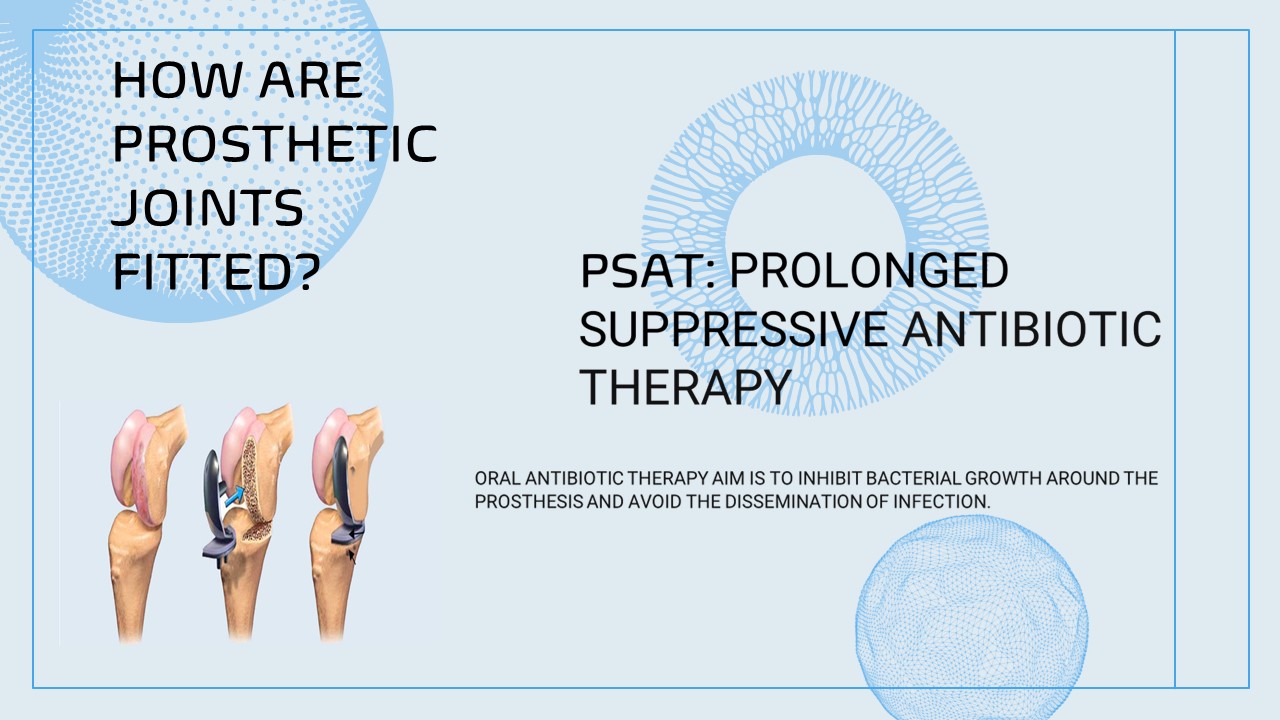 HOW ARE
PROSTHETIC
JOINTS
FITTED?
PSAT: PROLONGED
SUPPRESSIVE ANTIBIOTIC
THERAPY
ORAL ANTIBIOTIC THERAPY AIM IS TO INHIBIT BACTERIAL GROWTH AROUND THE
PROSTHESIS AND AVOID THE DISSEMINATION OF INFECTION.